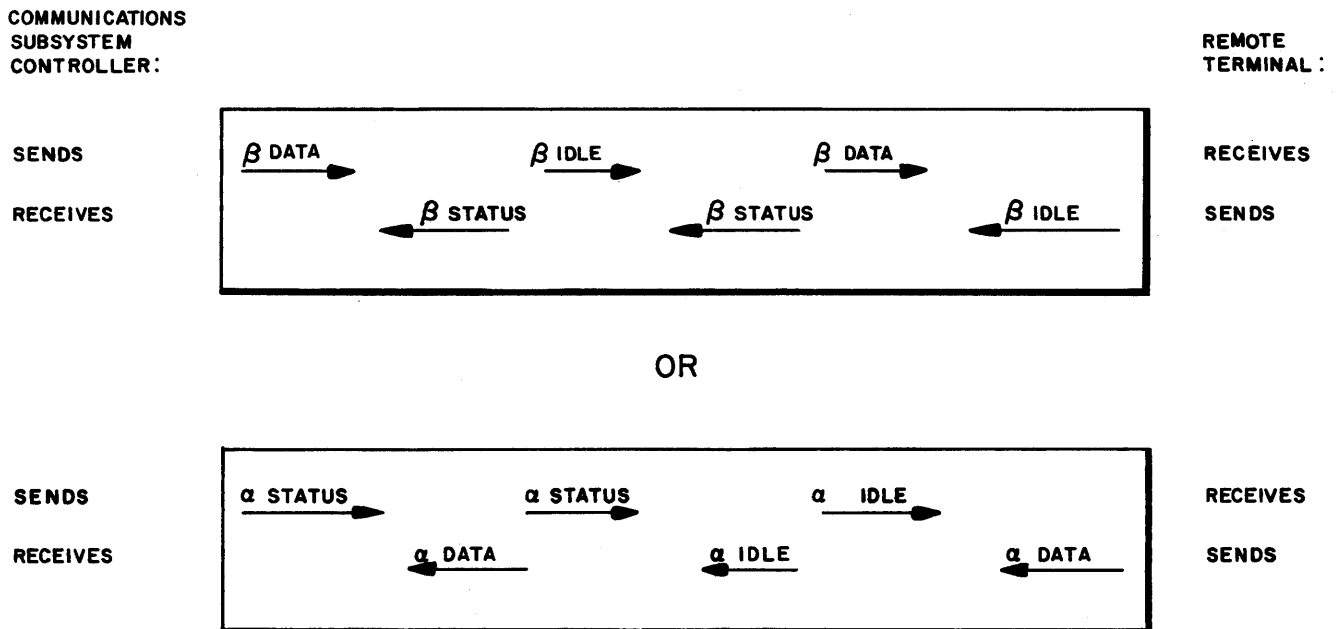 COMMUNICATIONS
SUBSYSTEM
CONTROLLER:
REMOTE
TERMINAL:
SENDS
β DATA
β IDLE
β DATA
RECEIVES
RECEIVES
β STATUS
β STATUS
β IDLE
SENDS
OR
SENDS
α STATUS
α STATUS
α IDLE
RECEIVES
RECEIVES
α DATA
α IDLE
α DATA
SENDS